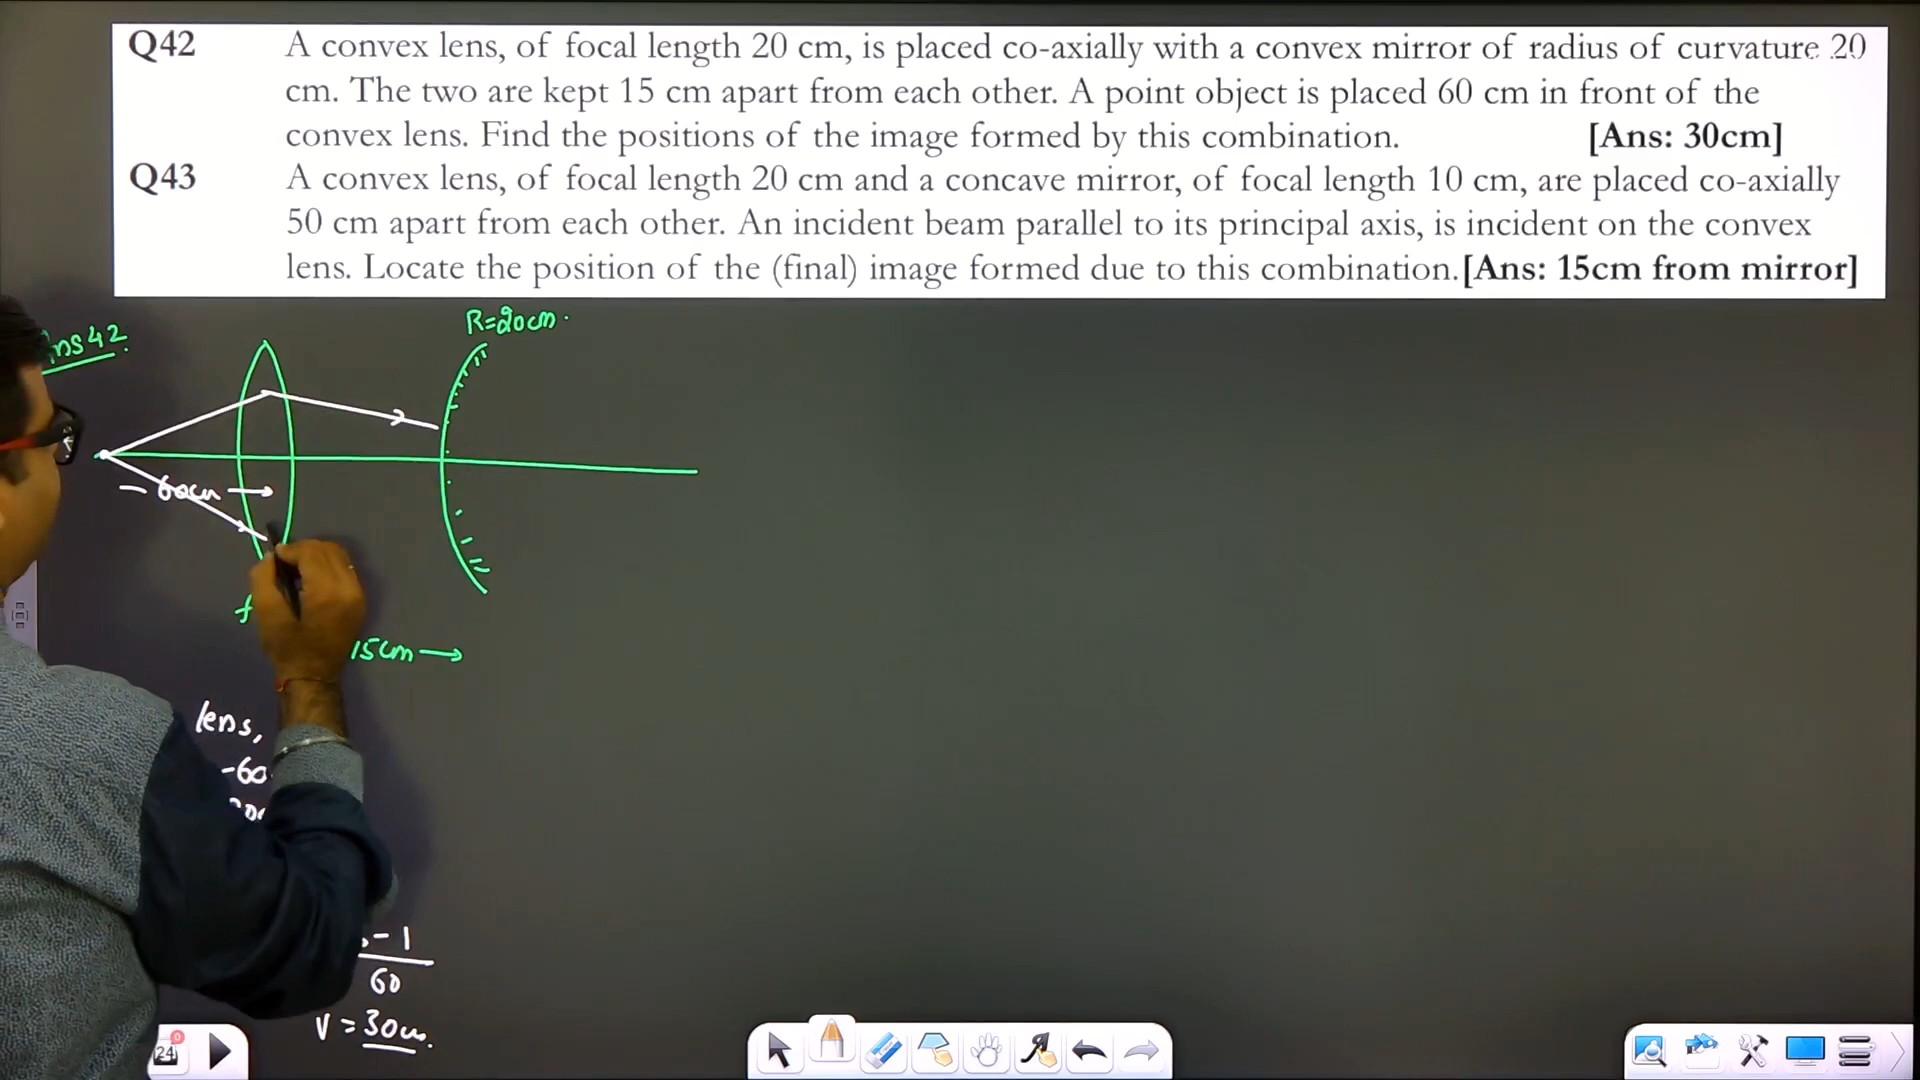 Q42 A convex lens, of focal length 20 cm, is placed co-axially with a convex mirror of radius of curvature 20
cm. The two are kept 15 cm apart from each other. A point object is placed 60 cm in front of the
convex lens. Find the positions of the image formed by this combination. [Ans: 30cm]
Q43 A convex lens, of focal length 20 cm and a concave mirror, of focal length 10 cm, are placed co-axially
50 cm apart from each other. An incident beam parallel to its principal axis, is incident on the convex
lens. Locate the position of the (final) image formed due to this combination. [Ans: 15cm from mirror]
R=20cm.
ns 42.
60cm
f
15cm
lens,
-60
- 1
60
V = 30cm.
24
0